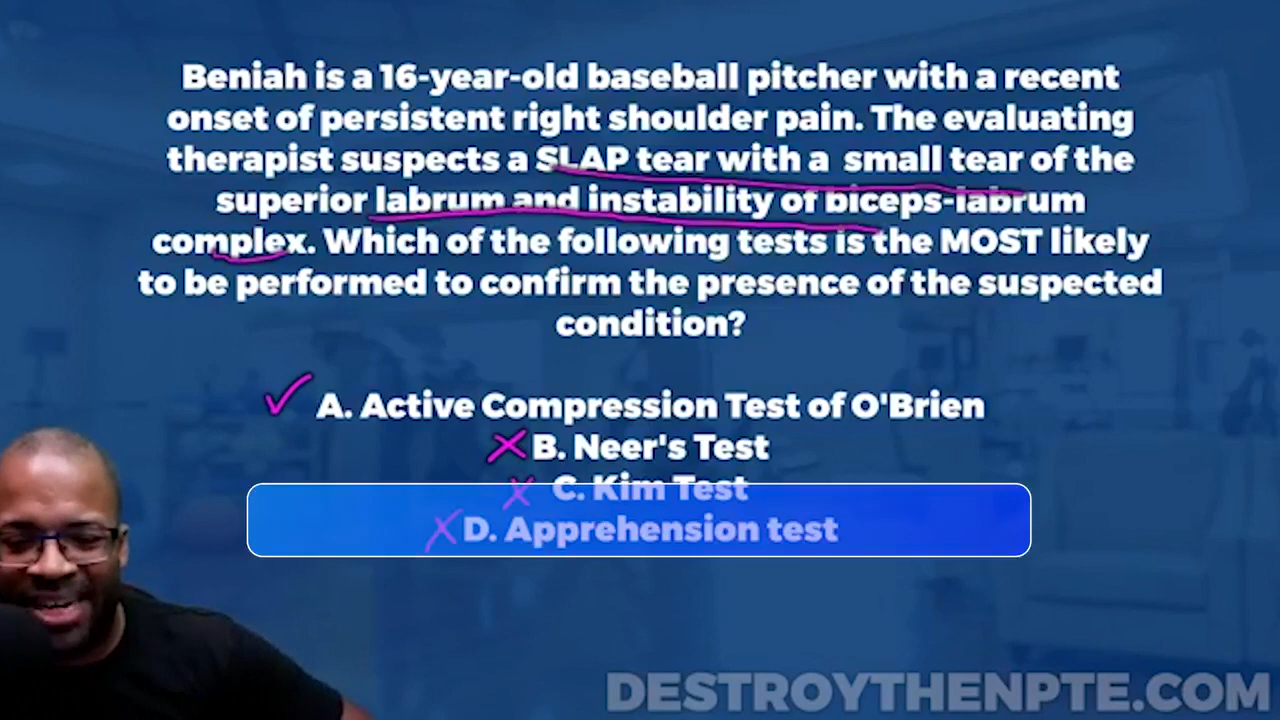 Beniah is a 16-year-old baseball pitcher with a recent
onset of persistent right shoulder pain. The evaluating
therapist suspects a SLAP tear with a small tear of the
superior labrum and instability of biceps-labrum
complex. Which of the following tests is the MOST likely
to be performed to confirm the presence of the suspected
condition?
A. Active Compression Test of O'Brien
B. Neer's Test
C. Kim Test
D. Apprehension test
DESTROYTHENPTE.COM